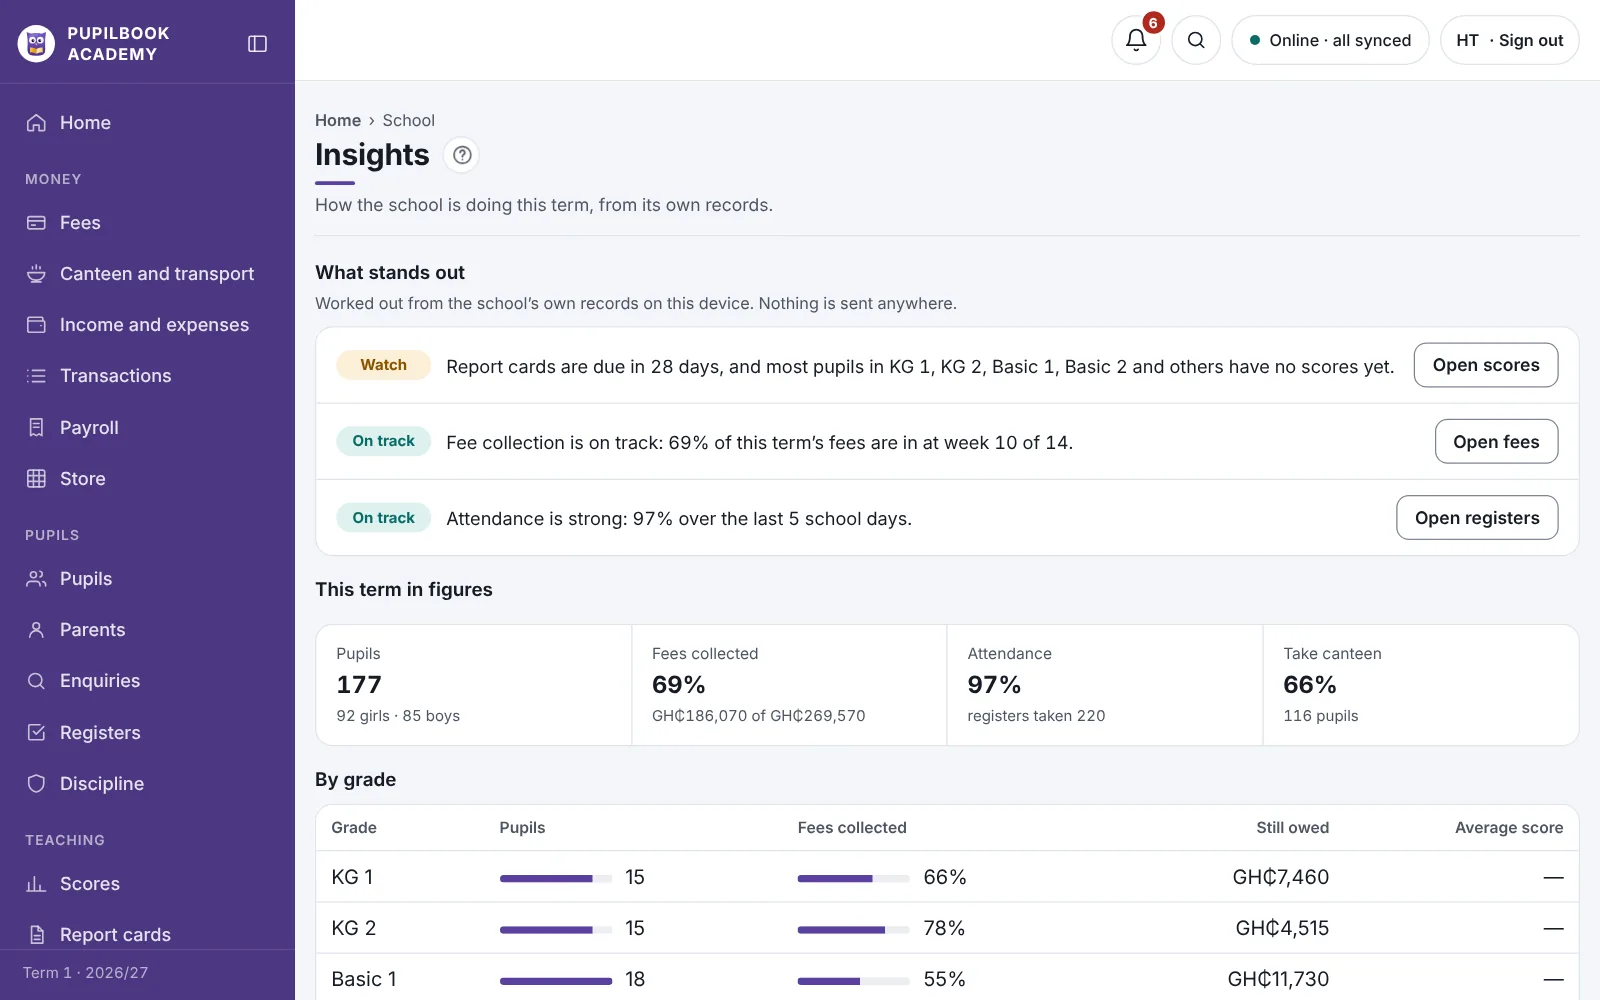 PUPILBOOK
ACADEMY
Home
MONEY
Fees
Canteen and transport
Income and expenses
Transactions
Payroll
Store
PUPILS
Pupils
Parents
Enquiries
Registers
Discipline
TEACHING
Scores
Report cards
Term 1 · 2026/27
6
Online · all synced
HT · Sign out
Home › School
Insights
How the school is doing this term, from its own records.
What stands out
Worked out from the school’s own records on this device. Nothing is sent anywhere.
Watch Report cards are due in 28 days, and most pupils in KG 1, KG 2, Basic 1, Basic 2 and others have no scores yet. Open scores
On track Fee collection is on track: 69% of this term’s fees are in at week 10 of 14. Open fees
On track Attendance is strong: 97% over the last 5 school days. Open registers
This term in figures
Pupils
177
92 girls · 85 boys
Fees collected
69%
GH₵186,070 of GH₵269,570
Attendance
97%
registers taken 220
Take canteen
66%
116 pupils
By grade
Grade Pupils Fees collected Still owed Average score
KG 1 15 66% GH₵7,460 —
KG 2 15 78% GH₵4,515 —
Basic 1 18 55% GH₵11,730 —